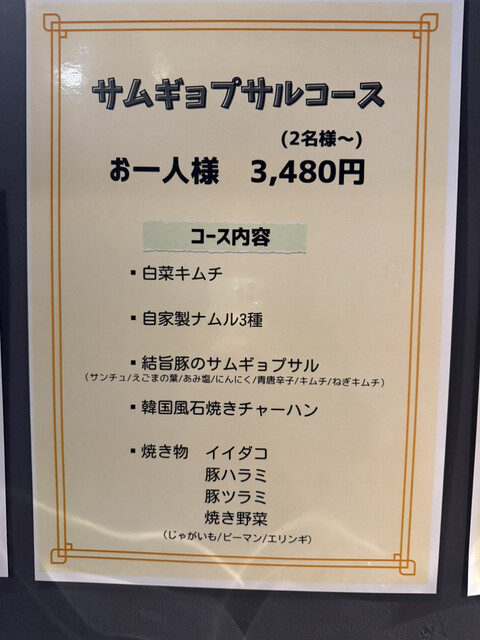 サムギョプサルコース
(2名様～)
お一人様 3,480円
コース内容
▪白菜キムチ
▪自家製ナムル3種
▪結旨豚のサムギョプサル
（サンチュ/えごまの葉/あみ塩/にんにく/青唐辛子/キムチ/ねぎキムチ）
▪韓国風石焼きチャーハン
▪焼き物 イイダコ
豚ハラミ
豚ツラミ
焼き野菜
（じゃがいも/ピーマン/エリンギ）